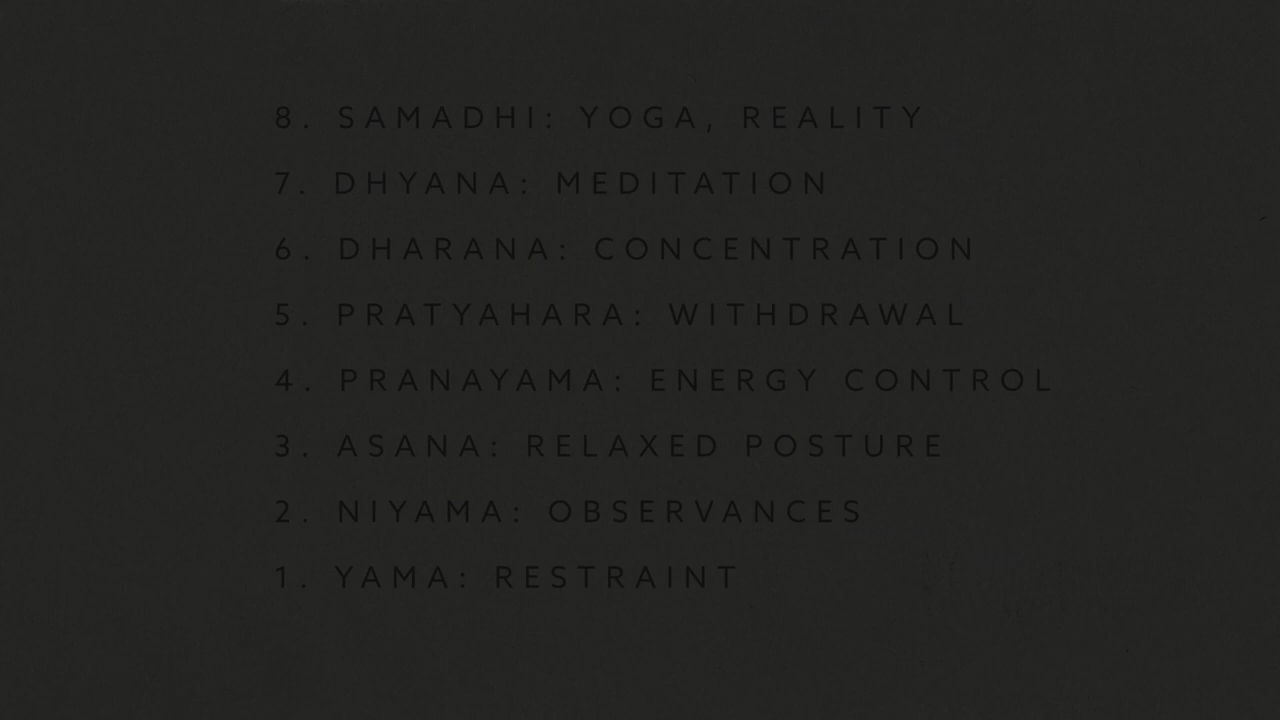 8. SAMADHI: YOGA, REALITY
7. DHYANA: MEDITATION
6. DHARANA: CONCENTRATION
5. PRATYAHARA: WITHDRAWAL
4. PRANAYAMA: ENERGY CONTROL
3. ASANA: RELAXED POSTURE
2. NIYAMA: OBSERVANCES
1. YAMA: RESTRAINT